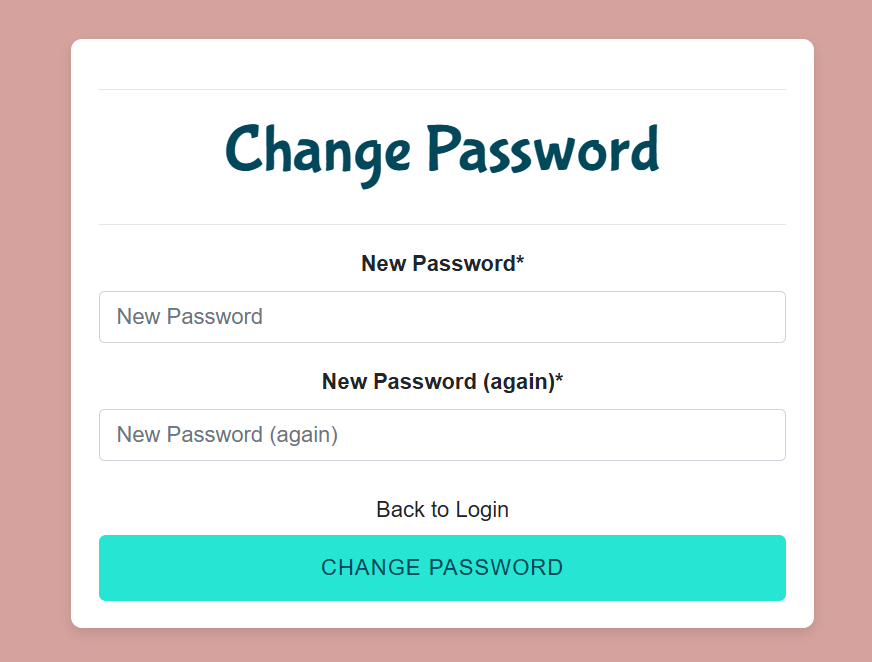 Change Password
New Password*
New Password
New Password (again)*
New Password (again)
Back to Login
CHANGE PASSWORD